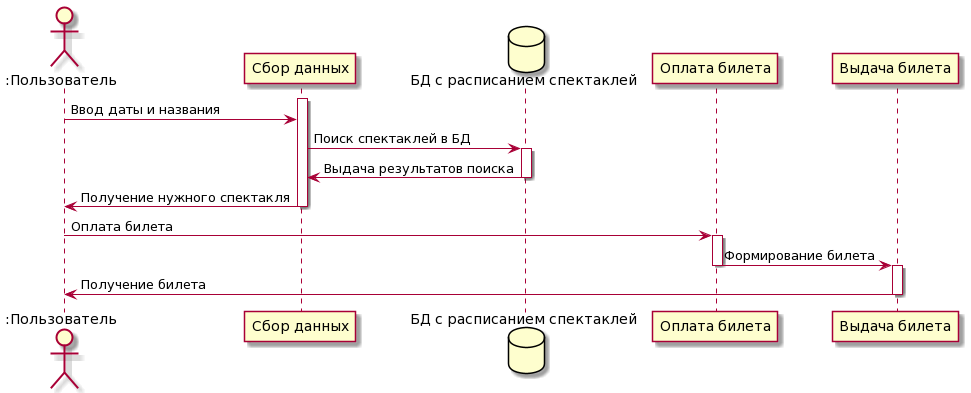 :Пользователь
Сбор данных
БД с расписанием спектаклей
Оплата билета
Выдача билета
Ввод даты и названия
Поиск спектаклей в БД
Выдача результатов поиска
Получение нужного спектакля
Оплата билета
Формирование билета
Получение билета
:Пользователь
Сбор данных
БД с расписанием спектаклей
Оплата билета
Выдача билета